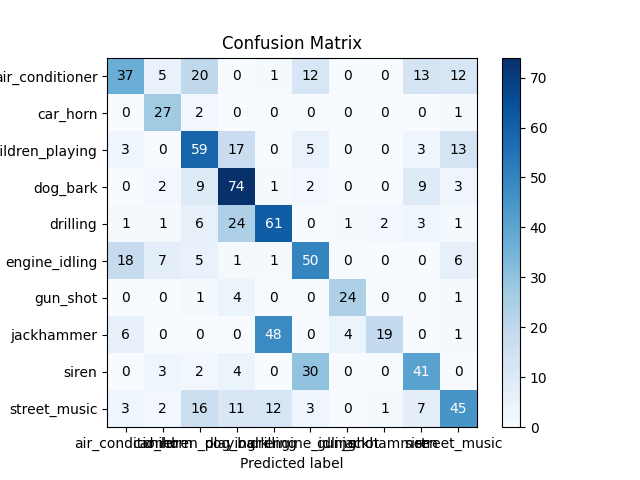 Confusion Matrix
air_conditioner 37 5 20 0 1 12 0 0 13 12
car_horn 0 27 2 0 0 0 0 0 0 1
ildren_playing 3 0 59 17 0 5 0 0 3 13
dog_bark 0 2 9 74 1 2 0 0 9 3
drilling 1 1 6 24 61 0 1 2 3 1
engine_idling 18 7 5 1 1 50 0 0 0 6
gun_shot 0 0 1 4 0 0 24 0 0 1
jackhammer 6 0 0 0 48 0 4 19 0 1
siren 0 3 2 4 0 30 0 0 41 0
street_music 3 2 16 11 12 3 0 1 7 45
70
60
50
40
30
20
10
0
street_music
Predicted label